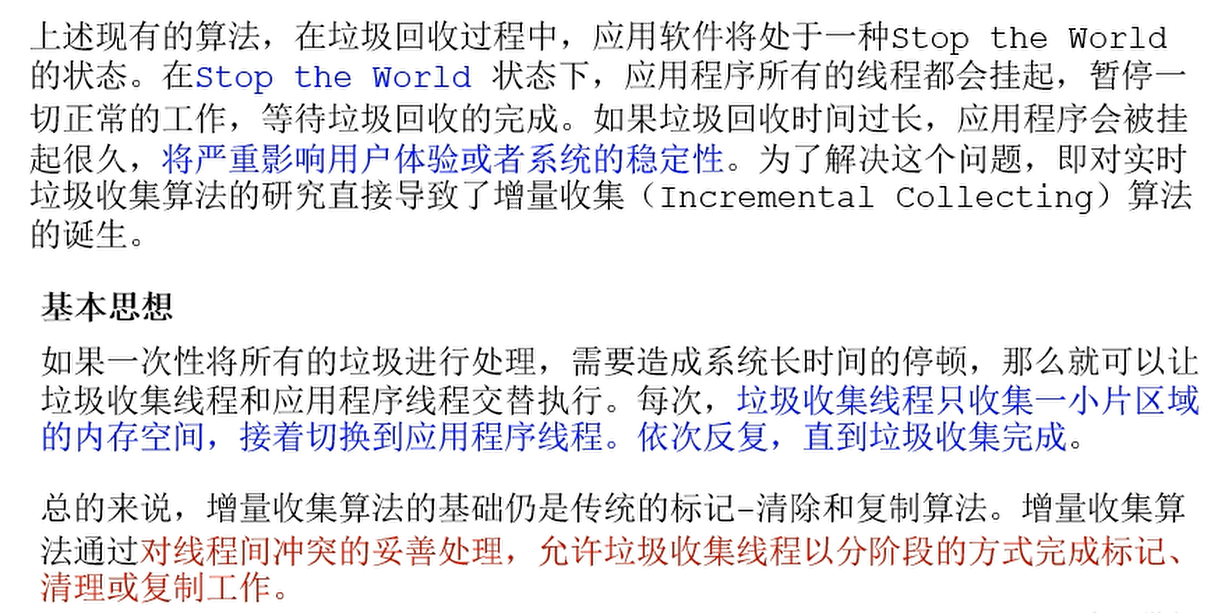 上述现有的算法，在垃圾回收过程中，应用软件将处于一种Stop the World
的状态。在Stop the World 状态下，应用程序所有的线程都会挂起，暂停一
切正常的工作，等待垃圾回收的完成。如果垃圾回收时间过长，应用程序会被挂
起很久，将严重影响用户体验或者系统的稳定性。为了解决这个问题，即对实时
垃圾收集算法的研究直接导致了增量收集（Incremental Collecting）算法
的诞生。
基本思想
如果一次性将所有的垃圾进行处理，需要造成系统长时间的停顿，那么就可以让
垃圾收集线程和应用程序线程交替执行。每次，垃圾收集线程只收集一小片区域
的内存空间，接着切换到应用程序线程。依次反复，直到垃圾收集完成。
总的来说，增量收集算法的基础仍是传统的标记–清除和复制算法。增量收集算
法通过对线程间冲突的妥善处理，允许垃圾收集线程以分阶段的方式完成标记、
清理或复制工作。